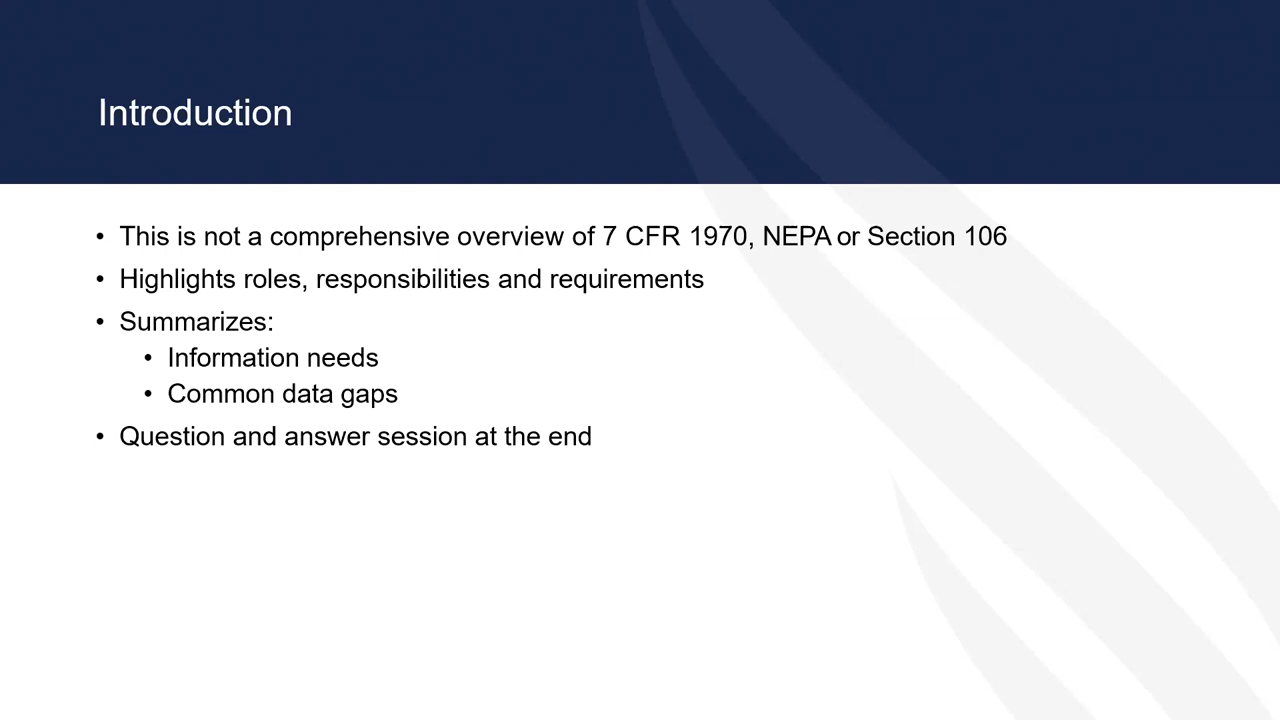 Introduction
• This is not a comprehensive overview of 7 CFR 1970, NEPA or Section 106
• Highlights roles, responsibilities and requirements
• Summarizes:
• Information needs
• Common data gaps
• Question and answer session at the end